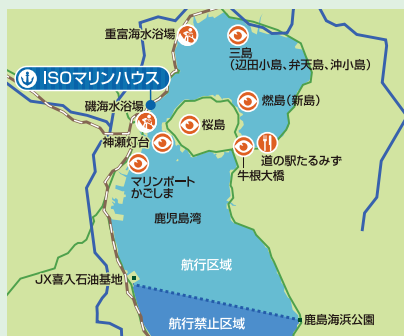 重富海水浴場
三島
(辺田小島、弁天島、沖小島)
ISOマリンハウス
磯海水浴場
燃島(新島)
桜島
神瀬灯台
道の駅たるみず
牛根大橋
マリンポート
かごしま
鹿児島湾
航行区域
JX喜入石油基地
航行禁止区域
鹿島海浜公園